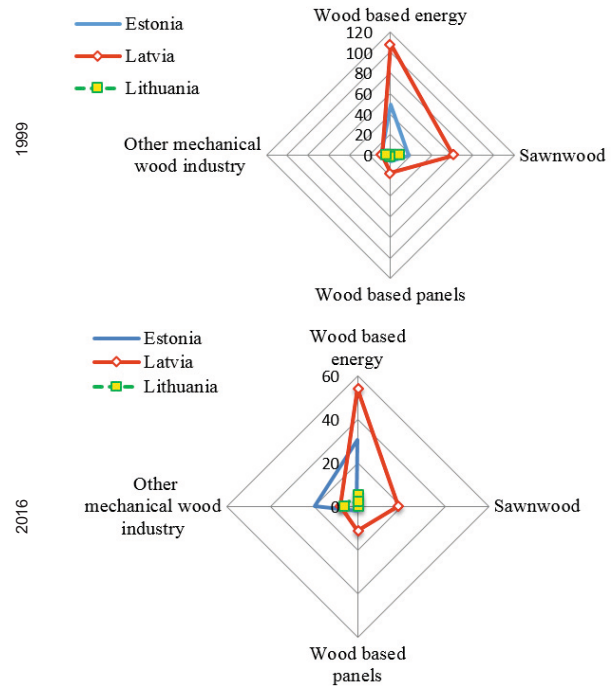 Estonia
Latvia
Lithuania
1999
Wood based energy
120
100
80
60
40
20
0
Other mechanical
wood industry
Sawnwood
Wood based panels
Estonia
Latvia
Lithuania
2016
Wood based
energy
60
40
20
0
Other
mechanical wood
industry
Sawnwood
Wood based
panels